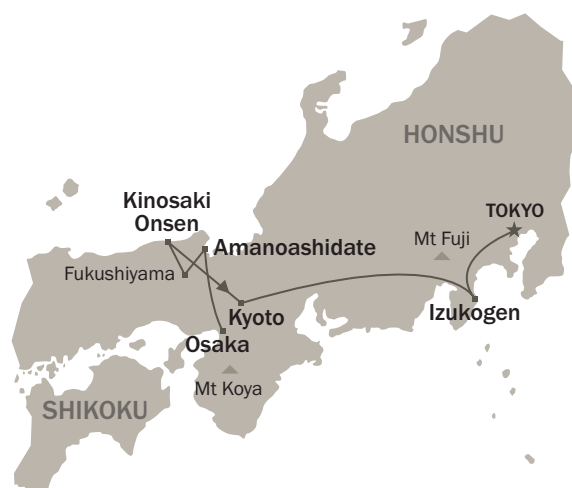 HONSHU
Kinosaki
Onsen
TOKYO
Amanoashidate
Mt Fuji
Fukushiyama
Kyoto
Izukogen
Osaka
Mt Koya
SHIKOKU